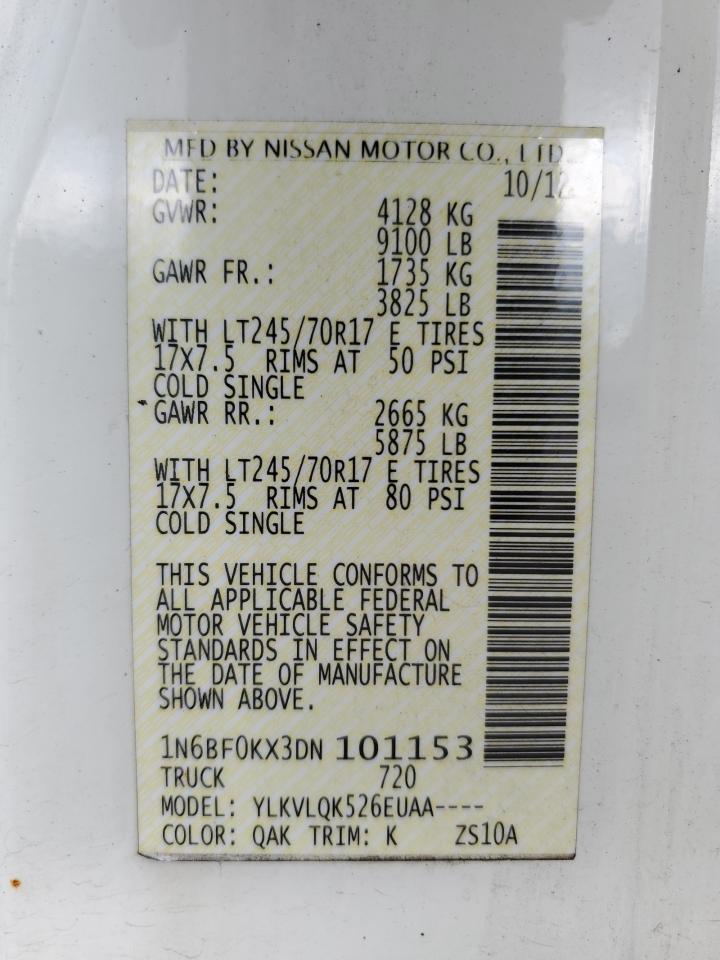 MFD BY NISSAN MOTOR CO., LTD.
DATE: 10/12
GVWR: 4128 KG
9100 LB
GAWR FR.: 1735 KG
3825 LB
WITH LT245/70R17 E TIRES
17X7.5 RIMS AT 50 PSI
COLD SINGLE
GAWR RR.: 2665 KG
5875 LB
WITH LT245/70R17 E TIRES
17X7.5 RIMS AT 80 PSI
COLD SINGLE
THIS VEHICLE CONFORMS TO
ALL APPLICABLE FEDERAL
MOTOR VEHICLE SAFETY
STANDARDS IN EFFECT ON
THE DATE OF MANUFACTURE
SHOWN ABOVE.
1N6BF0KX3DN 101153
TRUCK 720
MODEL: YLKVLQK526EUAA----
COLOR: QAK TRIM: K ZS10A